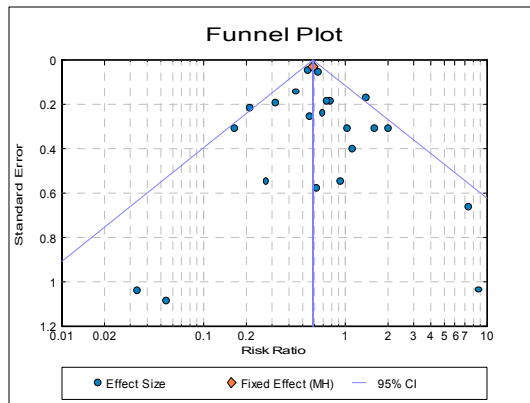 Funnel Plot
Standard Error
0
0.2
0.4
0.6
0.8
1
1.2
0.01 0.02 0.1 0.2 1 2 3 4 5 6 7 10
Risk Ratio
Effect Size Fixed Effect (MH) 95% CI